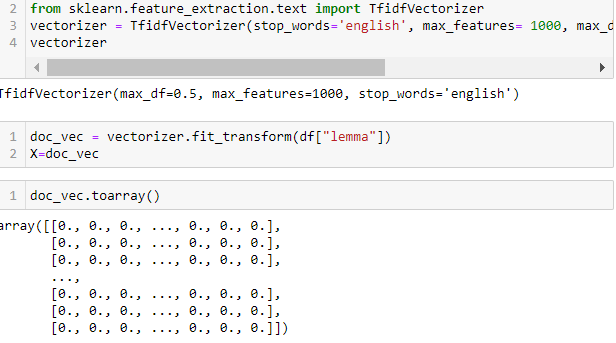 2 from sklearn.feature_extraction.text import TfidfVectorizer
3 vectorizer = TfidfVectorizer(stop_words='english', max_features= 1000, max_d
4 vectorizer
TfidfVectorizer(max_df=0.5, max_features=1000, stop_words='english')
1 doc_vec = vectorizer.fit_transform(df["lemma"])
2 X=doc_vec
1 doc_vec.toarray()
array([[0., 0., 0., ..., 0., 0., 0.],
[0., 0., 0., ..., 0., 0., 0.],
[0., 0., 0., ..., 0., 0., 0.],
...,
[0., 0., 0., ..., 0., 0., 0.],
[0., 0., 0., ..., 0., 0., 0.],
[0., 0., 0., ..., 0., 0., 0.]])